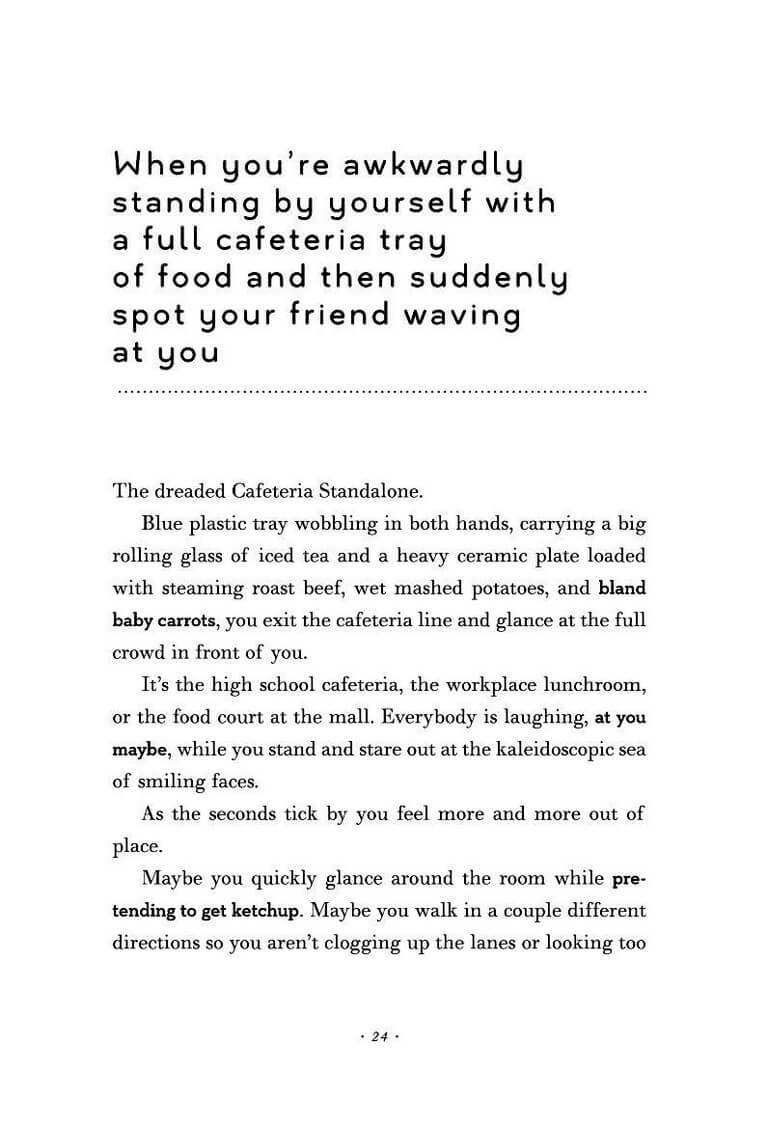 When you’re awkwardly
standing by yourself with
a full cafeteria tray
of food and then suddenly
spot your friend waving
at you
The dreaded Cafeteria Standalone.
Blue plastic tray wobbling in both hands, carrying a big
rolling glass of iced tea and a heavy ceramic plate loaded
with steaming roast beef, wet mashed potatoes, and bland
baby carrots, you exit the cafeteria line and glance at the full
crowd in front of you.
It’s the high school cafeteria, the workplace lunchroom,
or the food court at the mall. Everybody is laughing, at you
maybe, while you stand and stare out at the kaleidoscopic sea
of smiling faces.
As the seconds tick by you feel more and more out of
place.
Maybe you quickly glance around the room while pre-
tending to get ketchup. Maybe you walk in a couple different
directions so you aren’t clogging up the lanes or looking too
· 24 ·